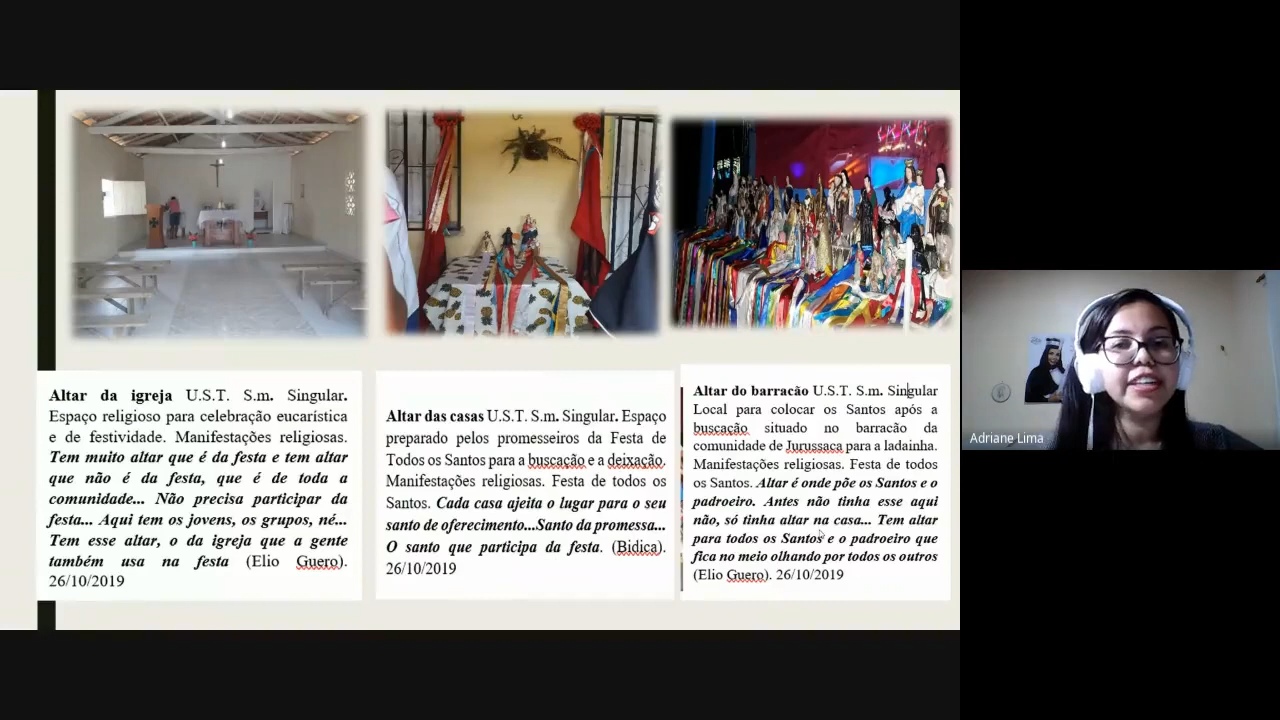 Altar da igreja U.S.T. S.m. Singular.
Espaço religioso para celebração eucarística
e de festividade. Manifestações religiosas.
Tem muito altar que é da festa e tem altar
que não é da festa, que é de toda a
comunidade... Não precisa participar da
festa... Aqui tem os jovens, os grupos, né...
Tem esse altar, o da igreja que a gente
também usa na festa (Elio Guero).
26/10/2019
Altar das casas U.S.T. S.m. Singular. Espaço
preparado pelos promesseiros da Festa de
Todos os Santos para a buscação e a deixação.
Manifestações religiosas. Festa de todos os
Santos. Cada casa ajeita o lugar para o seu
santo de oferecimento...Santo da promessa...
O santo que participa da festa. (Bidica).
26/10/2019
Altar do barracão U.S.T. S.m. Singular
Local para colocar os Santos após a
buscação situado no barracão da
comunidade de Jurussaca para a ladainha.
Manifestações religiosas. Festa de todos
os Santos. Altar é onde põe os Santos e o
padroeiro. Antes não tinha esse aqui
não, só tinha altar na casa... Tem altar
para todos os Santos e o padroeiro que
fica no meio olhando por todos os outros
(Elio Guero). 26/10/2019
Adriane Lima